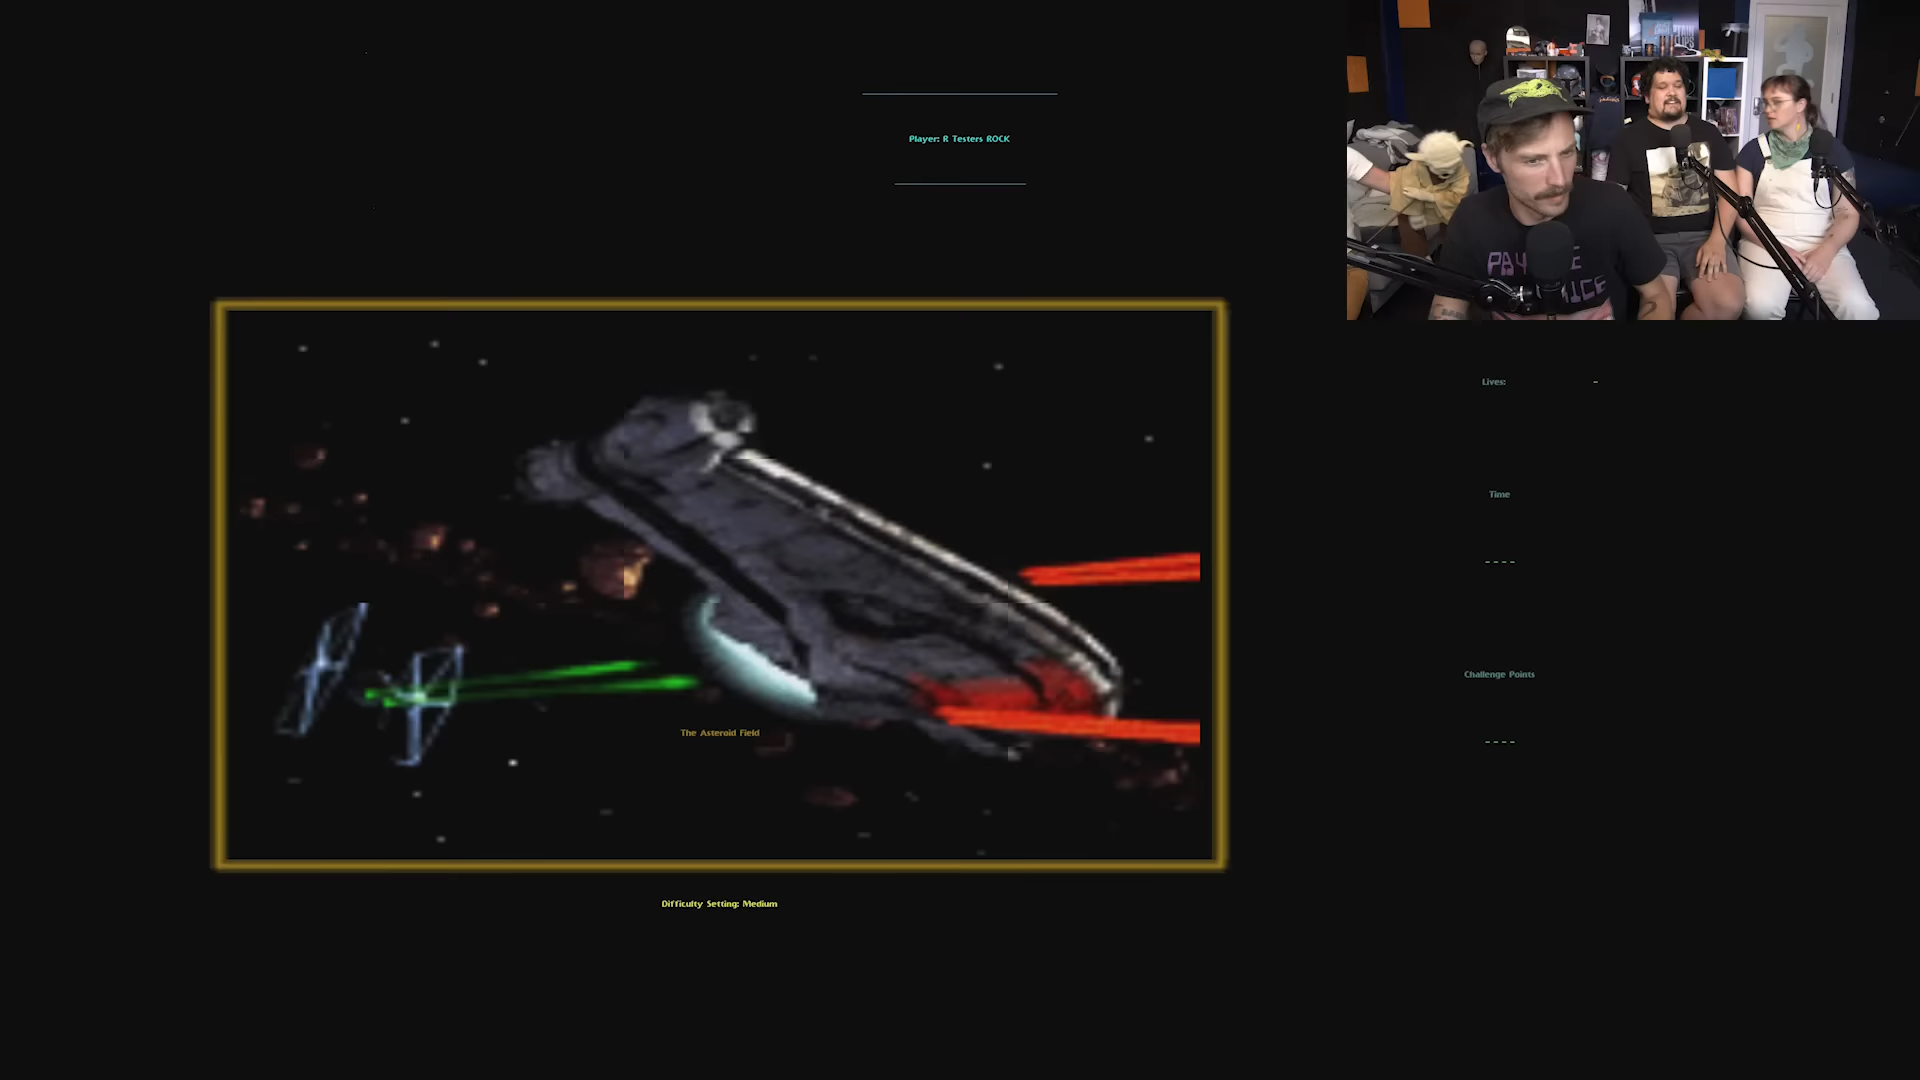 Player: R Testers ROCK
Lives: -
Time
----
Challenge Points
----
The Asteroid Field
Difficulty Setting: Medium